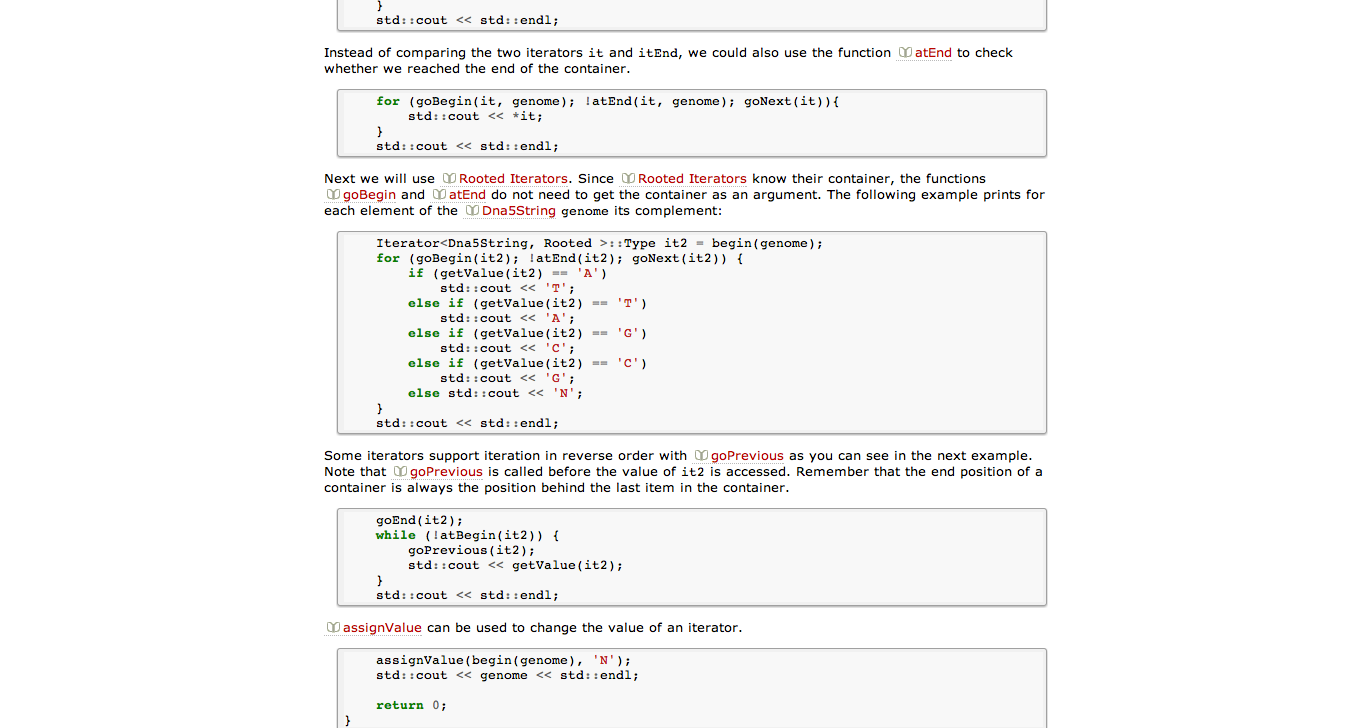 }
std::cout << std::endl;
Instead of comparing the two iterators it and itEnd, we could also use the function atEnd to check
whether we reached the end of the container.
for (goBegin(it, genome); !atEnd(it, genome); goNext(it)){
std::cout << *it;
}
std::cout << std::endl;
Next we will use Rooted Iterators. Since Rooted Iterators know their container, the functions
goBegin and atEnd do not need to get the container as an argument. The following example prints for
each element of the Dna5String genome its complement:
Iterator<Dna5String, Rooted >::Type it2 = begin(genome);
for (goBegin(it2); !atEnd(it2); goNext(it2)) {
if (getValue(it2) == 'A')
std::cout << 'T';
else if (getValue(it2) == 'T')
std::cout << 'A';
else if (getValue(it2) == 'G')
std::cout << 'C';
else if (getValue(it2) == 'C')
std::cout << 'G';
else std::cout << 'N';
}
std::cout << std::endl;
Some iterators support iteration in reverse order with goPrevious as you can see in the next example.
Note that goPrevious is called before the value of it2 is accessed. Remember that the end position of a
container is always the position behind the last item in the container.
goEnd(it2);
while (!atBegin(it2)) {
goPrevious(it2);
std::cout << getValue(it2);
}
std::cout << std::endl;
assignValue can be used to change the value of an iterator.
assignValue(begin(genome), 'N');
std::cout << genome << std::endl;
return 0;
}